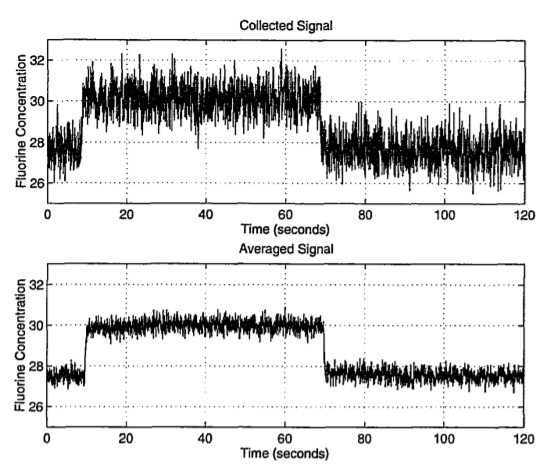 Collected Signal
32
30
28
26
Fluorine Concentration
0 20 40 60 80 100 120
Time (seconds)
Averaged Signal
32
30
28
26
Fluorine Concentration
0 20 40 60 80 100 120
Time (seconds)